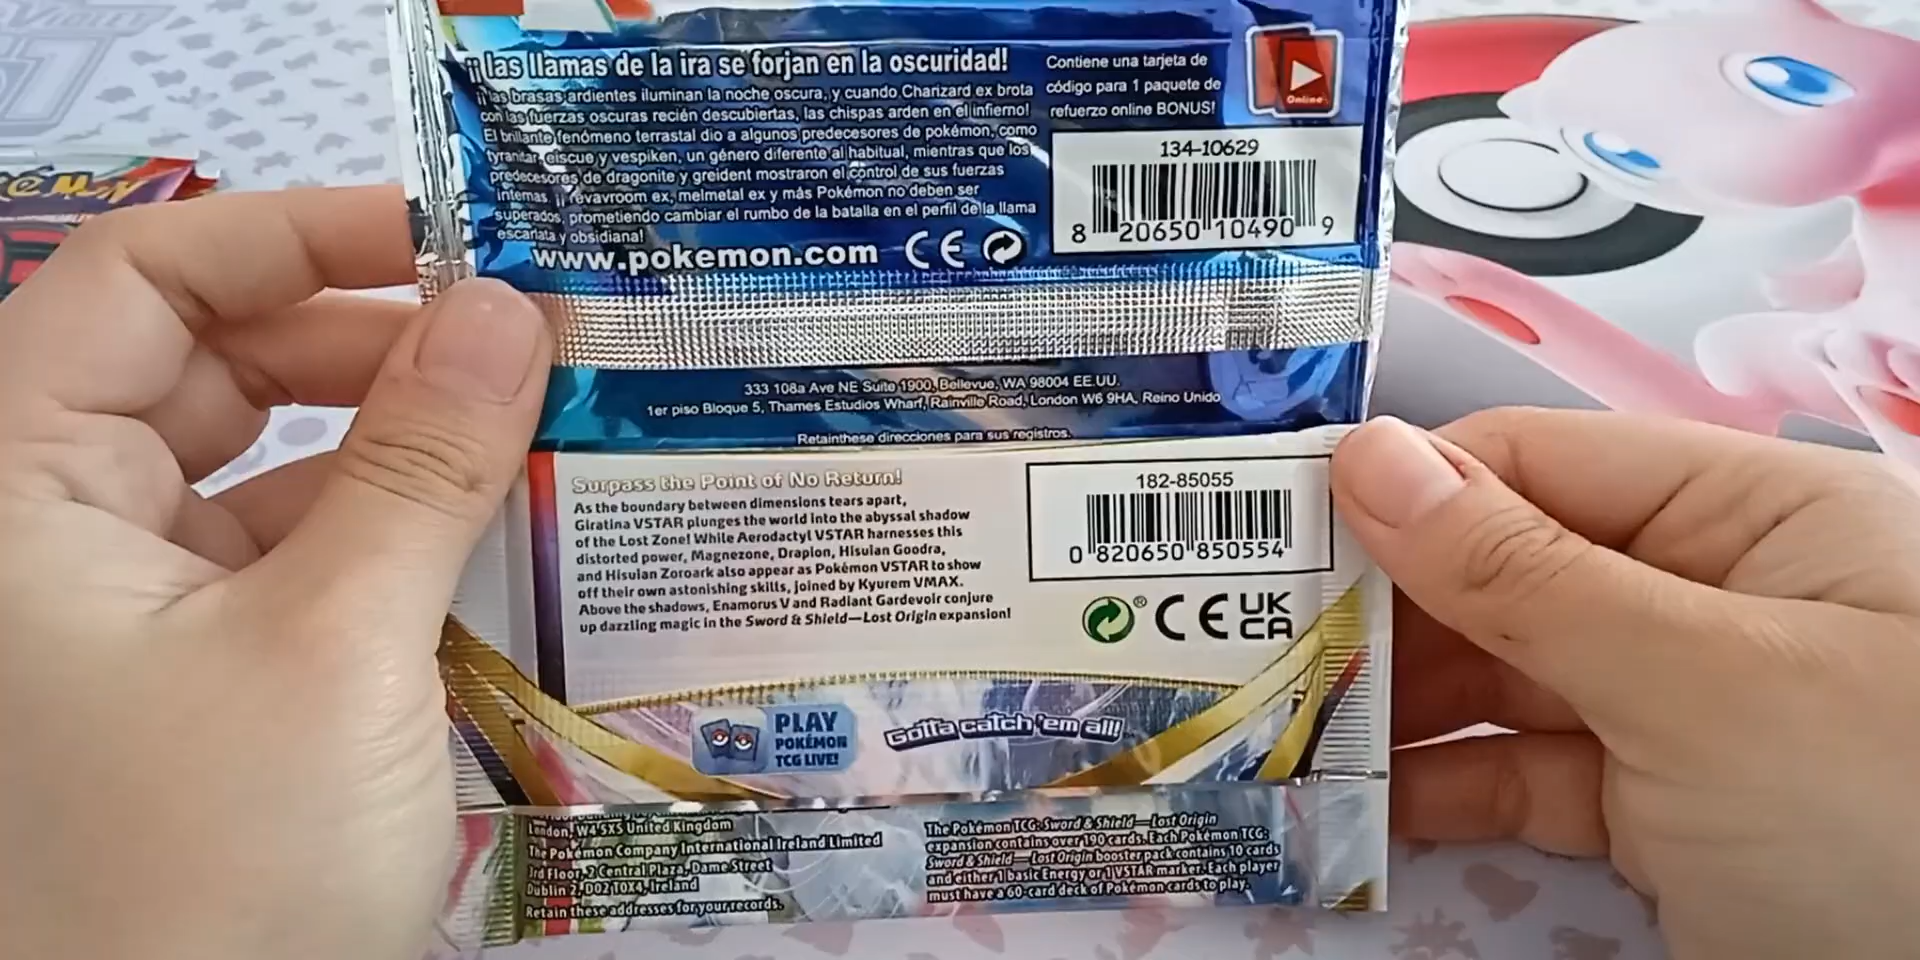 ¡¡las llamas de la ira se forjan en la oscuridad!
¡¡las brasas ardientes iluminan la noche oscura, y cuando Charizard ex brota
con las fuerzas oscuras recién descubiertas, las chispas arden en el infierno!
El brillante fenómeno terrastal dio a algunos predecesores de pokémon, como
tyranitar, eiscue y vespiken, un género diferente al habitual, mientras que los
predecesores de dragonite y greident mostraron el control de sus fuerzas
internas. ¡¡ revavroom ex, melmetal ex y más Pokémon no deben ser
superados, prometiendo cambiar el rumbo de la batalla en el perfil de la llama
escarlata y obsidiana!
www.pokemon.com CE
Contiene una tarjeta de
código para 1 paquete de
refuerzo online BONUS!
Online
134-10629
8 20650 10490 9
333 108a Ave NE Suite 1900, Bellevue, WA 98004 EE.UU.
1er piso Bloque 5, Thames Estudios Wharf, Rainville Road, London W6 9HA, Reino Unido
Retainthese direcciones para sus registros.
Surpass the Point of No Return!
As the boundary between dimensions tears apart,
Giratina VSTAR plunges the world into the abyssal shadow
of the Lost Zone! While Aerodactyl VSTAR harnesses this
distorted power, Magnezone, Drapion, Hisuian Goodra,
and Hisuian Zoroark also appear as Pokémon VSTAR to show
off their own astonishing skills, joined by Kyurem VMAX.
Above the shadows, Enamorus V and Radiant Gardevoir conjure
up dazzling magic in the Sword & Shield—Lost Origin expansion!
182-85055
0 820650 850554
® CE UK
CA
PLAY
POKÉMON
TCG LIVE!
Gotta catch 'em all!
London, W4 5XS United Kingdom
The Pokémon Company International Ireland Limited
3rd Floor, 2 Central Plaza, Dame Street
Dublin 2, D02 T0X4, Ireland
Retain these addresses for your records.
The Pokémon TCG: Sword & Shield—Lost Origin
expansion contains over 190 cards. Each Pokémon TCG:
Sword & Shield—Lost Origin booster pack contains 10 cards
and either 1 basic Energy or 1 VSTAR marker. Each player
must have a 60-card deck of Pokémon cards to play.